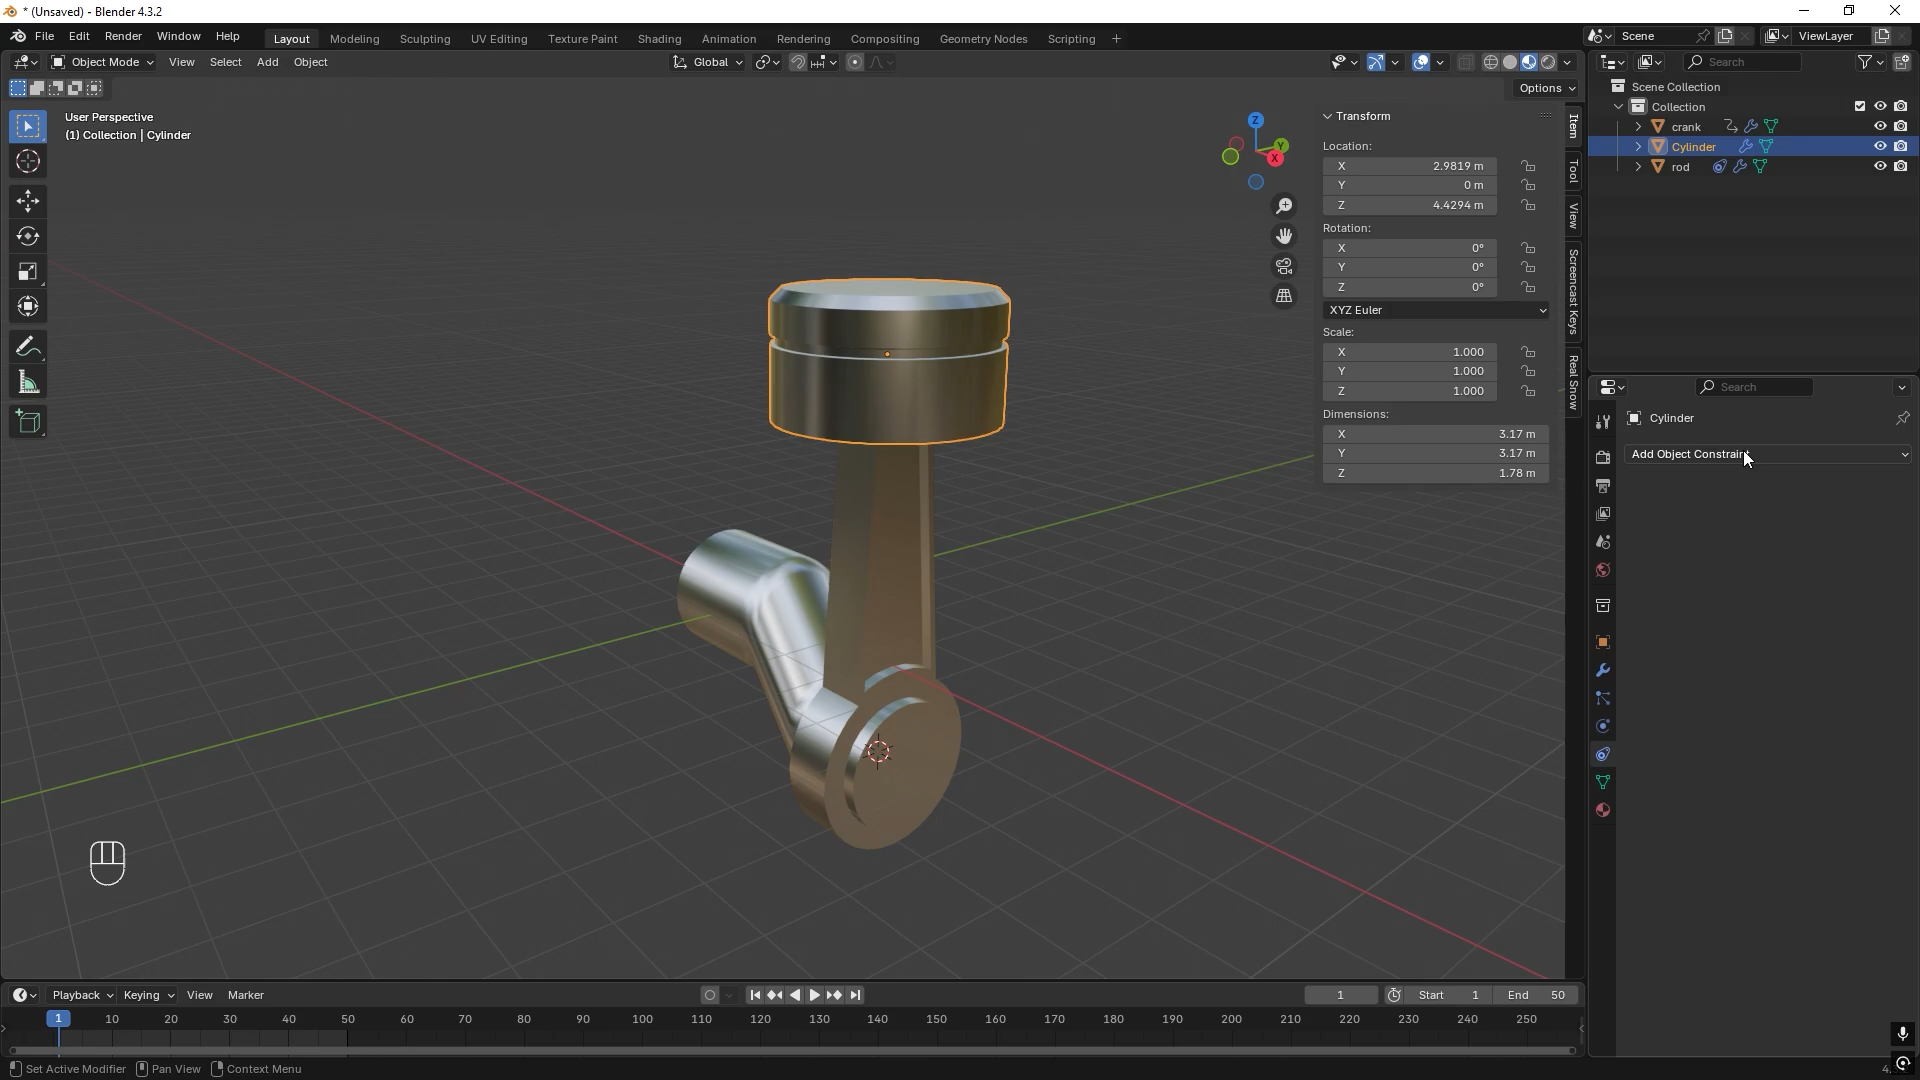 * (Unsaved) - Blender 4.3.2
File Edit Render Window Help
Layout Modeling Sculpting UV Editing Texture Paint Shading Animation Rendering Compositing Geometry Nodes Scripting +
Scene
ViewLayer
Object Mode View Select Add Object
Global
Options
Search
User Perspective
(1) Collection | Cylinder
Z
Y
X
Transform
Location:
X 2.9819 m
Y 0 m
Z 4.4294 m
Rotation:
X 0°
Y 0°
Z 0°
XYZ Euler
Scale:
X 1.000
Y 1.000
Z 1.000
Dimensions:
X 3.17 m
Y 3.17 m
Z 1.78 m
Item
Tool
View
Screencast Keys
Real Snow
Scene Collection
Collection
crank
Cylinder
rod
Search
Cylinder
Add Object Constraint
Playback Keying View Marker
1
Start 1 End 50
1 10 20 30 40 50 60 70 80 90 100 110 120 130 140 150 160 170 180 190 200 210 220 230 240 250
Set Active Modifier Pan View Context Menu